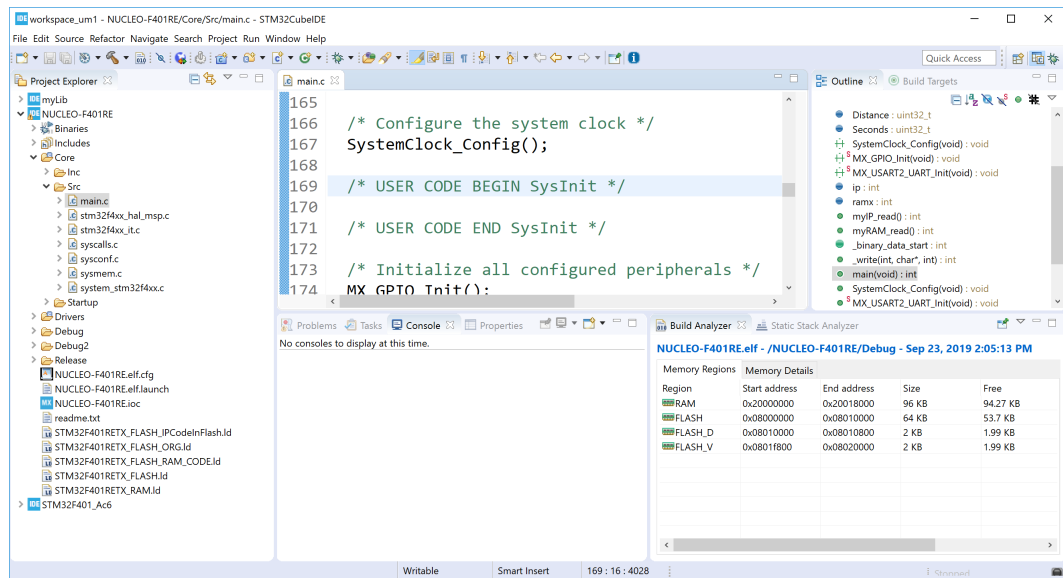 IDE workspace_um1 - NUCLEO-F401RE/Core/Src/main.c - STM32CubeIDE
File Edit Source Refactor Navigate Search Project Run Window Help
Quick Access
Project Explorer
myLib
NUCLEO-F401RE
Binaries
Includes
Core
Inc
Src
main.c
stm32f4xx_hal_msp.c
stm32f4xx_it.c
syscalls.c
sysconf.c
sysmem.c
system_stm32f4xx.c
Startup
Drivers
Debug
Debug2
Release
NUCLEO-F401RE.elf.cfg
NUCLEO-F401RE.elf.launch
MX NUCLEO-F401RE.ioc
readme.txt
STM32F401RETX_FLASH_IPCodeInFlash.ld
STM32F401RETX_FLASH_ORG.ld
STM32F401RETX_FLASH_RAM_CODE.ld
STM32F401RETX_FLASH.ld
STM32F401RETX_RAM.ld
STM32F401_Ac6
main.c
165
166 /* Configure the system clock */
167 SystemClock_Config();
168
169 /* USER CODE BEGIN SysInit */
170
171 /* USER CODE END SysInit */
172
173 /* Initialize all configured peripherals */
174 MX_GPIO_Init();
Outline Build Targets
Distance : uint32_t
Seconds : uint32_t
SystemClock_Config(void) : void
MX_GPIO_Init(void) : void
MX_USART2_UART_Init(void) : void
ip : int
ramx : int
myIP_read() : int
myRAM_read() : int
_binary_data_start : int
_write(int, char*, int) : int
main(void) : int
SystemClock_Config(void) : void
MX_USART2_UART_Init(void) : void
Problems Tasks Console Properties
No consoles to display at this time.
Build Analyzer Static Stack Analyzer
NUCLEO-F401RE.elf - /NUCLEO-F401RE/Debug - Sep 23, 2019 2:05:13 PM
Memory Regions Memory Details
Region Start address End address Size Free
RAM 0x20000000 0x20018000 96 KB 94.27 KB
FLASH 0x08000000 0x08010000 64 KB 53.7 KB
FLASH_D 0x08010000 0x08010800 2 KB 1.99 KB
FLASH_V 0x0801f800 0x08020000 2 KB 1.99 KB
Writable Smart Insert 169 : 16 : 4028 Stopped